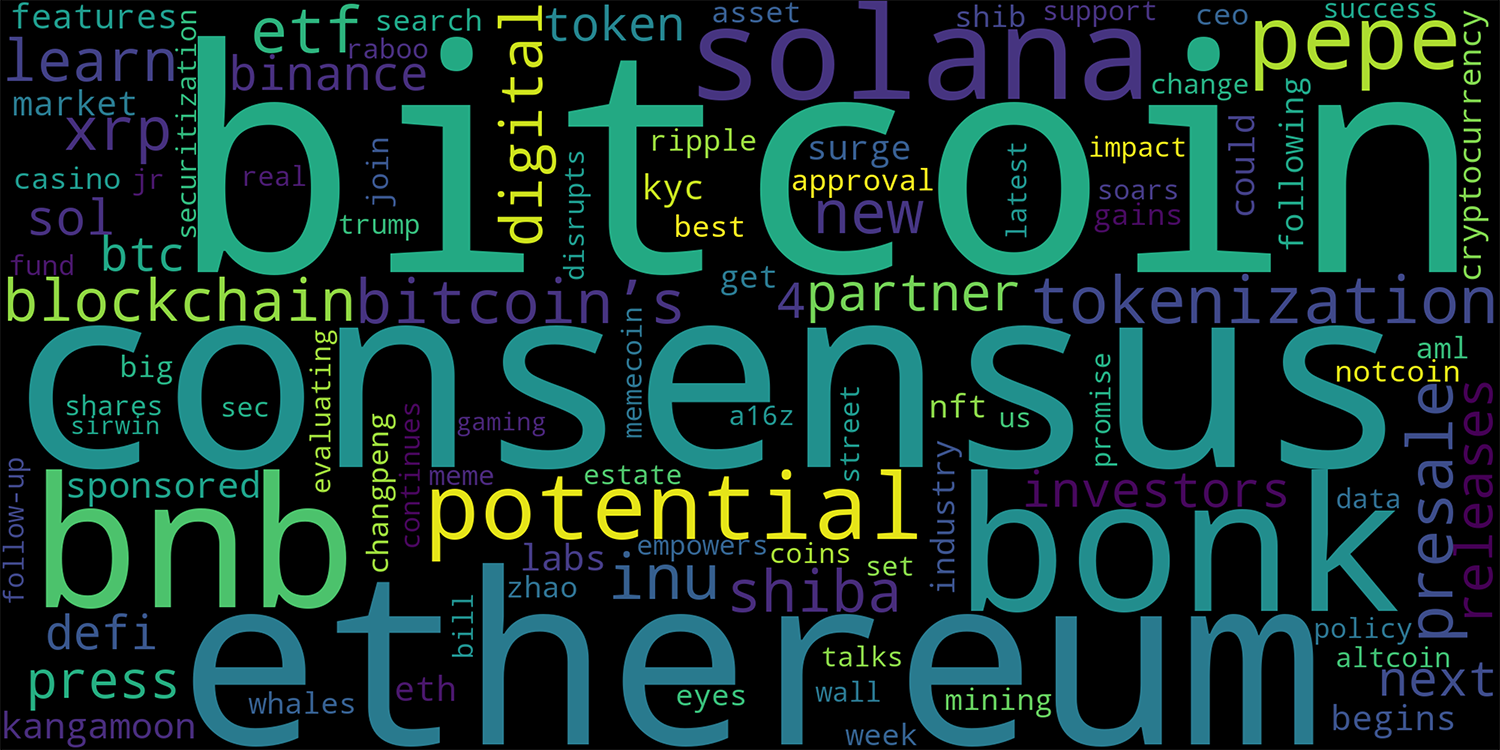 features
search
token
asset
shib
support
ceo
success
etf
raboo
learn
binance
digital
solana
pepe
market
xrp
securitization
bitcoin
change
cryptocurrency
casino
jr
real
join
trump
disrupts
ripple
kyc
best
surge
approval
new
latest
impact
soars
gains
could
following
sol
btc
fund
get
blockchain
bitcoin’s
4
partner
tokenization
consensus
big
shares
sirwin
sec
evaluating
changpeng
continues
gaming
memecoin
a16z
street
nft
us
promise
aml
notcoin
follow-up
sponsored
meme
estate
potential
industry
investors
data
presale
releases
bnb
bonk
labs
empowers
coins
set
zhao
inu
shiba
defi
bill
ethereum
policy
altcoin
talks
press
whales
eth
eyes
wall
mining
next
kangamoon
week
begins